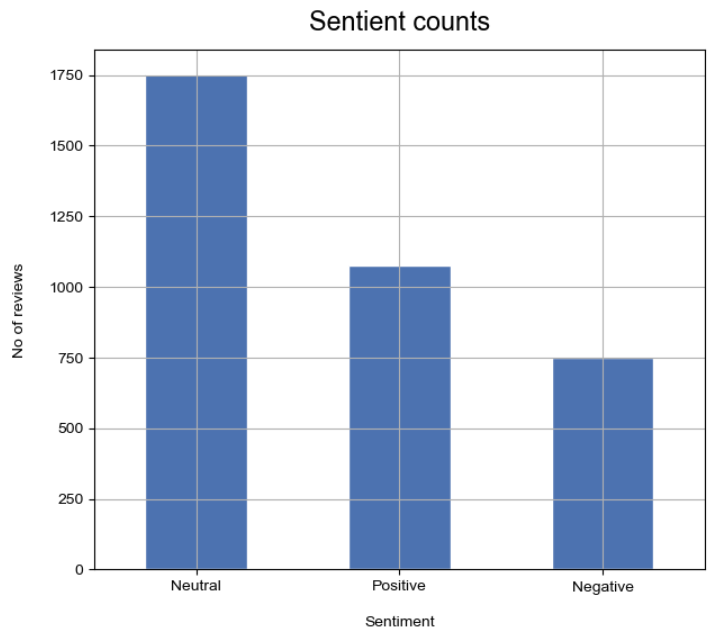 Sentient counts
1750
1500
1250
1000
750
500
250
0
No of reviews
Neutral
Positive
Negative
Sentiment